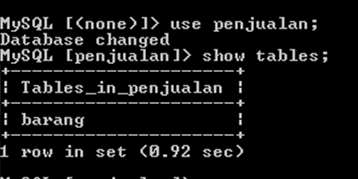 MySQL [(none)]> use penjualan;
Database changed
MySQL [penjualan]> show tables;
+---------------------+
| Tables_in_penjualan |
+---------------------+
| barang              |
+---------------------+
1 row in set (0.92 sec)